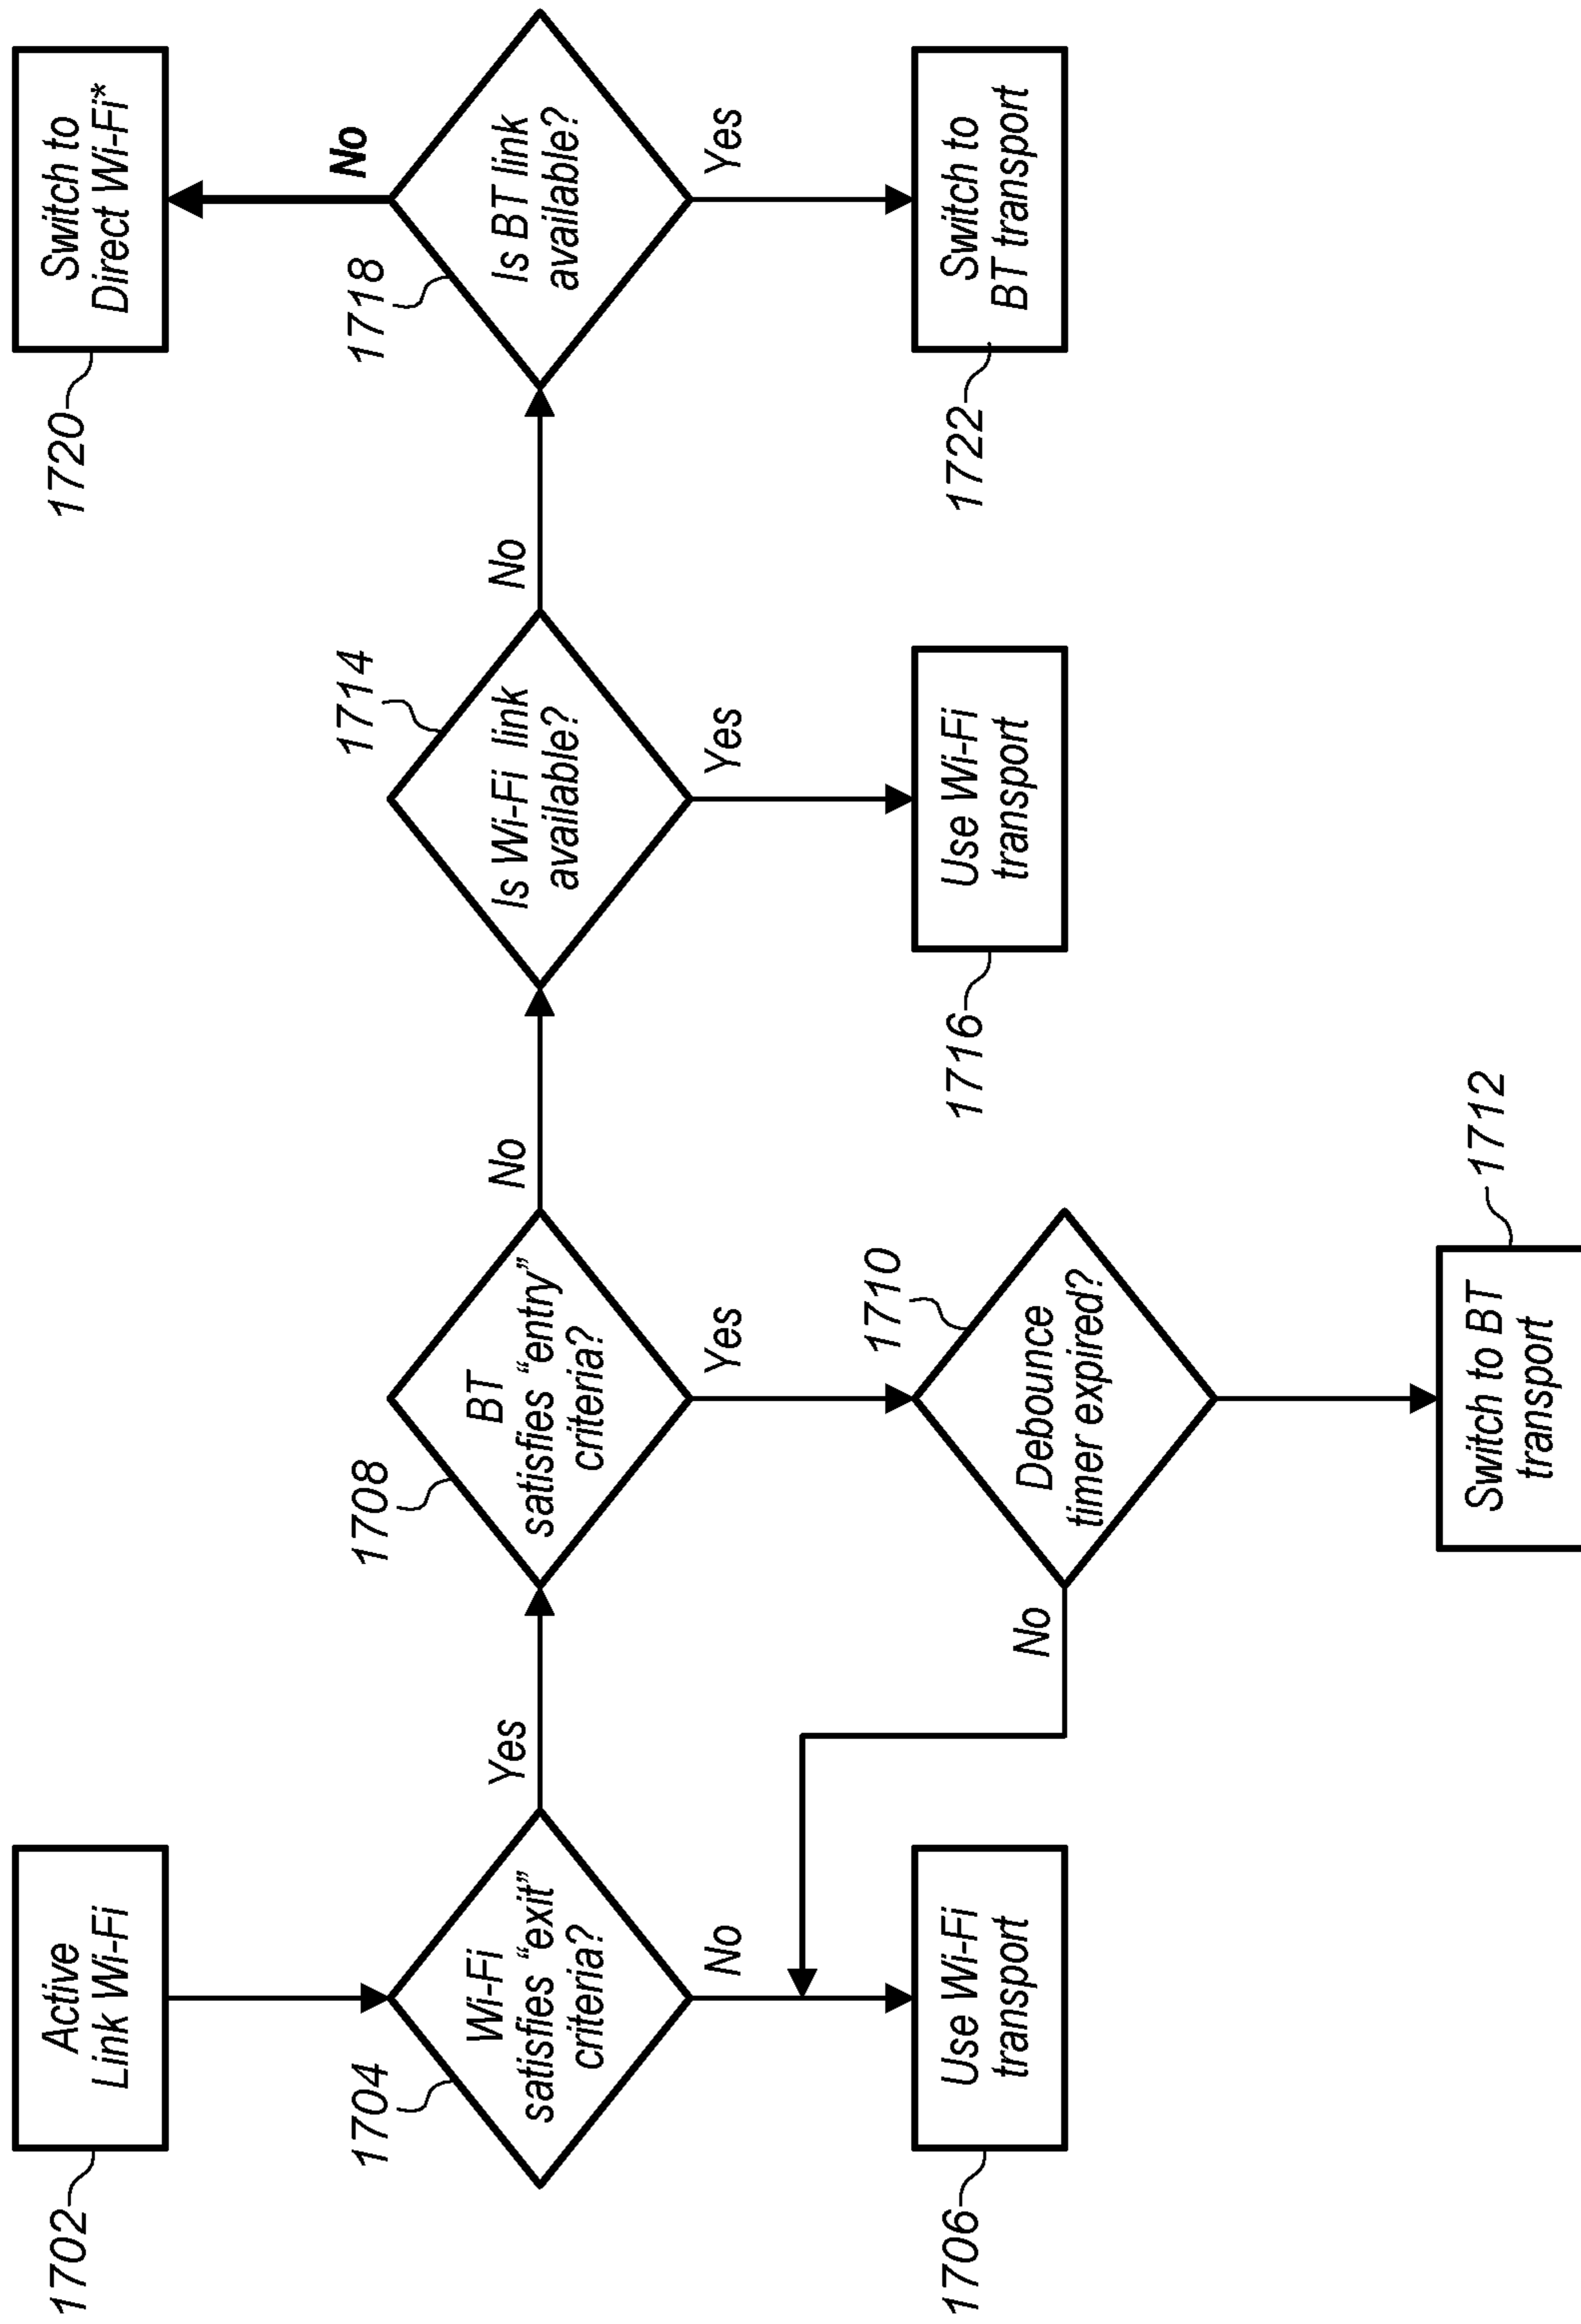 1702
Active
Link Wi-Fi
1704
Wi-Fi
satisfies “exit”
criteria?
Yes
No
1706
Use Wi-Fi
transport
1708
BT
satisfies “entry”
criteria?
No
Yes
1710
Debounce
timer expired?
No
1712
Switch to BT
transport
1714
Is Wi-Fi link
available?
No
Yes
1716
Use Wi-Fi
transport
1718
Is BT link
available?
No
Yes
1720
Switch to
Direct Wi-Fi*
1722
Switch to
BT transport